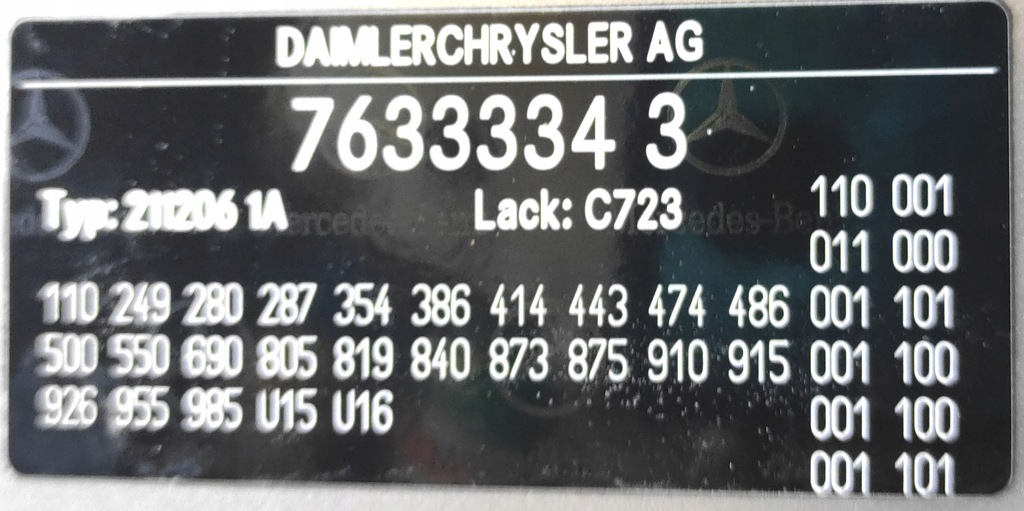 DAIMLERCHRYSLER AG
7633334 3
Typ: 211206 1A Lack: C723 110 001
011 000
110 249 280 287 354 386 414 443 474 486 001 101
500 550 690 805 819 840 873 875 910 915 001 100
926 955 985 U15 U16 001 100
001 101